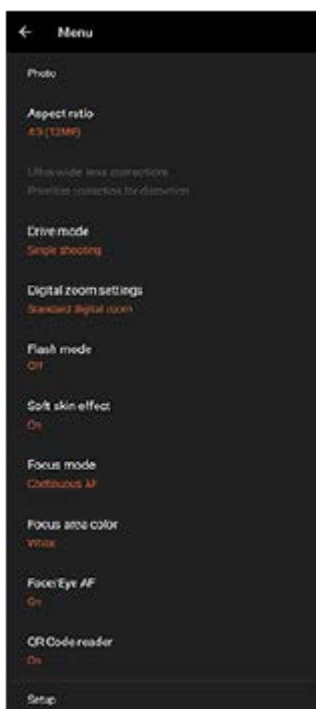 ← Menu
Photo
Aspect ratio
4:3 (12MP)
Ultra-wide lens corrections
Prioritize correction for distortion
Drive mode
Single shooting
Digital zoom settings
Standard digital zoom
Flash mode
Off
Soft skin effect
On
Focus mode
Continuous AF
Focus area color
White
Face/Eye AF
On
QR Code reader
On
Setup